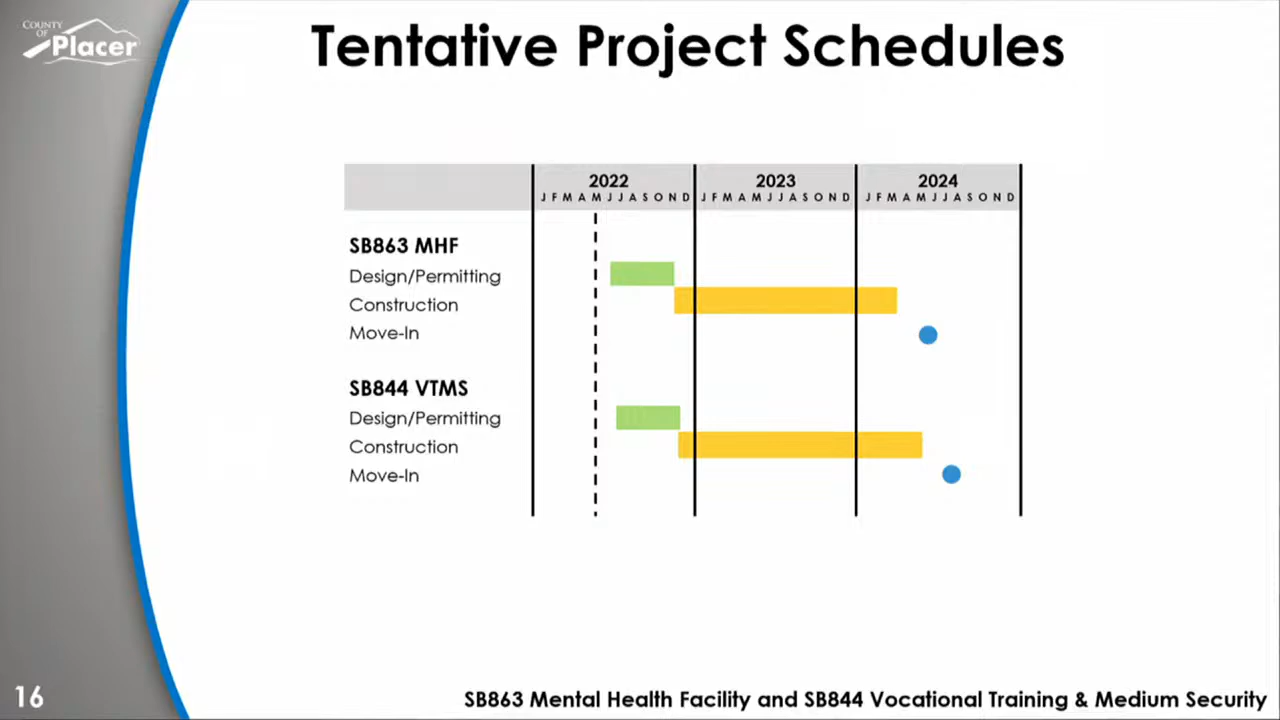 COUNTY
OF
Placer
Tentative Project Schedules
2022 2023 2024
J F M A M J J A S O N D J F M A M J J A S O N D J F M A M J J A S O N D
SB863 MHF
Design/Permitting
Construction
Move-In
SB844 VTMS
Design/Permitting
Construction
Move-In
16
SB863 Mental Health Facility and SB844 Vocational Training & Medium Security